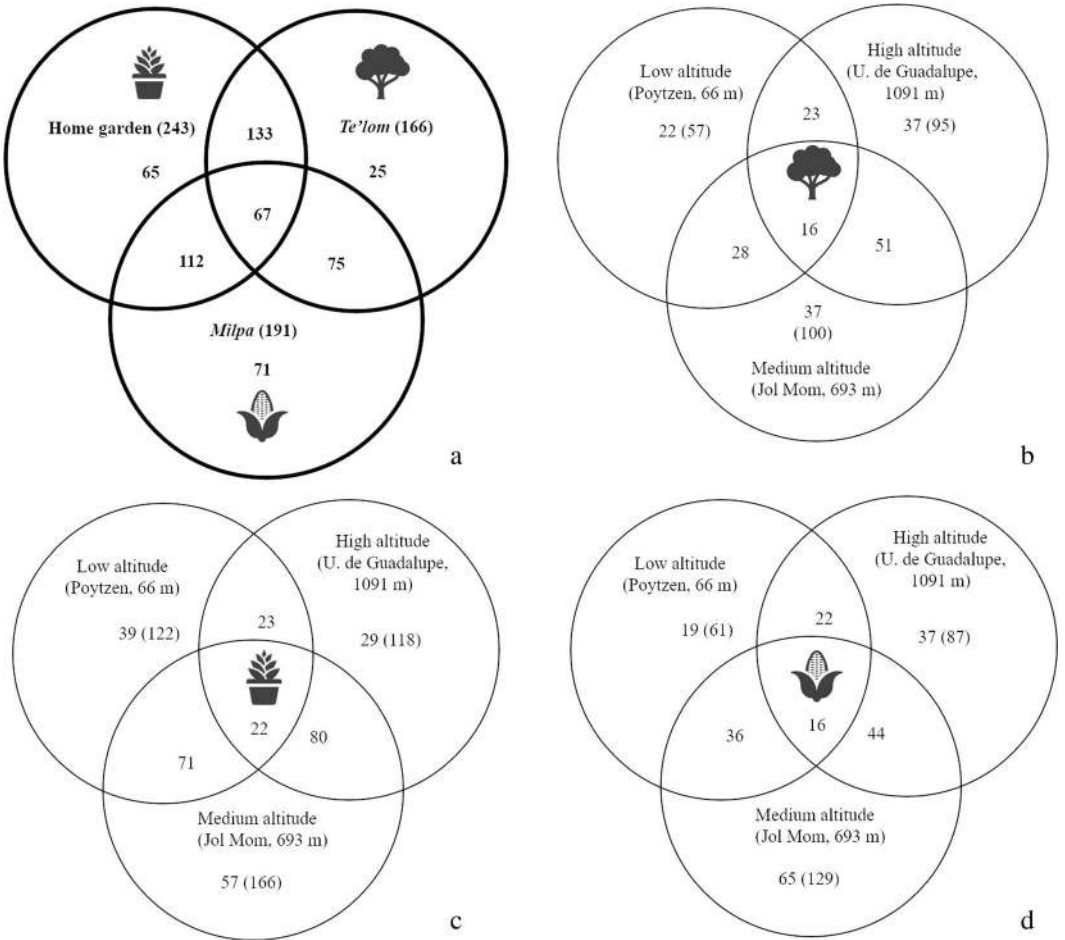 Home garden (243)
65
133
Te'lom (166)
25
67
112
75
Milpa (191)
71
a
Low altitude
(Poytzen, 66 m)
22 (57)
23
High altitude
(U. de Guadalupe,
1091 m)
37 (95)
16
28
51
37
(100)
Medium altitude
(Jol Mom, 693 m)
b
Low altitude
(Poytzen, 66 m)
39 (122)
23
High altitude
(U. de Guadalupe,
1091 m)
29 (118)
22
71
80
Medium altitude
(Jol Mom, 693 m)
57 (166)
c
Low altitude
(Poytzen, 66 m)
19 (61)
22
High altitude
(U. de Guadalupe,
1091 m)
37 (87)
16
36
44
Medium altitude
(Jol Mom, 693 m)
65 (129)
d